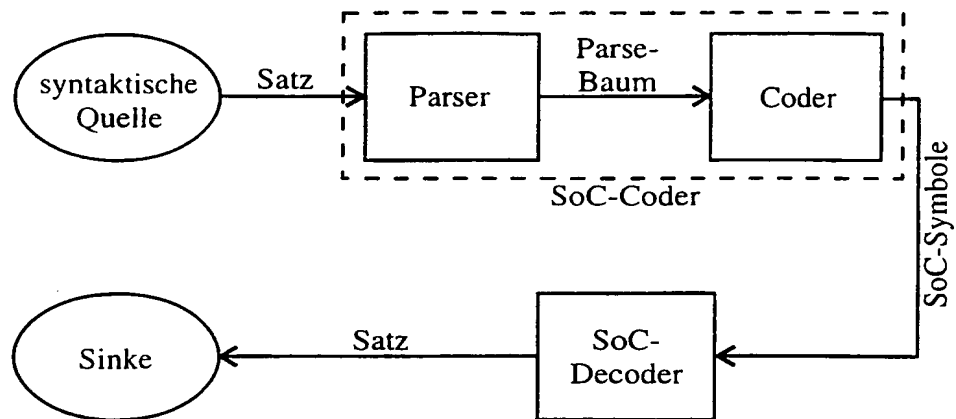 syntaktische
Quelle
Satz
Parser
Parse-
Baum
Coder
SoC-Coder
SoC-Symbole
Sinke
Satz
SoC-
Decoder